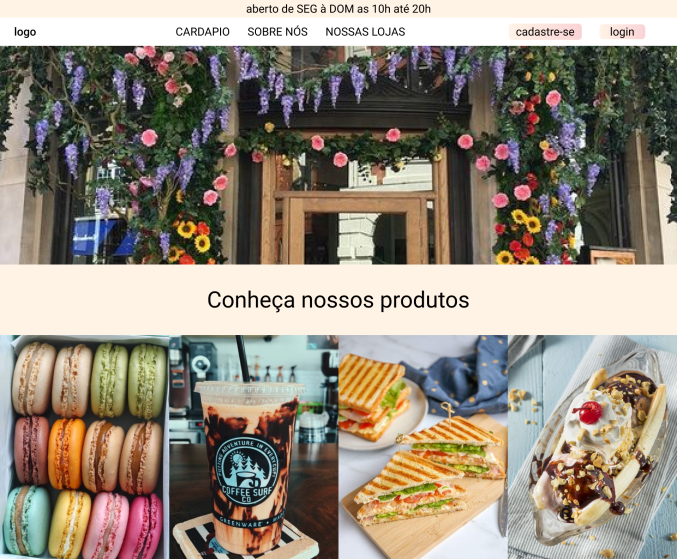 aberto de SEG à DOM as 10h até 20h
logo
CARDAPIO
SOBRE NÓS
NOSSAS LOJAS
cadastre-se
login
Conheça nossos produtos
COFFEE SURF
CO
GREENWARE